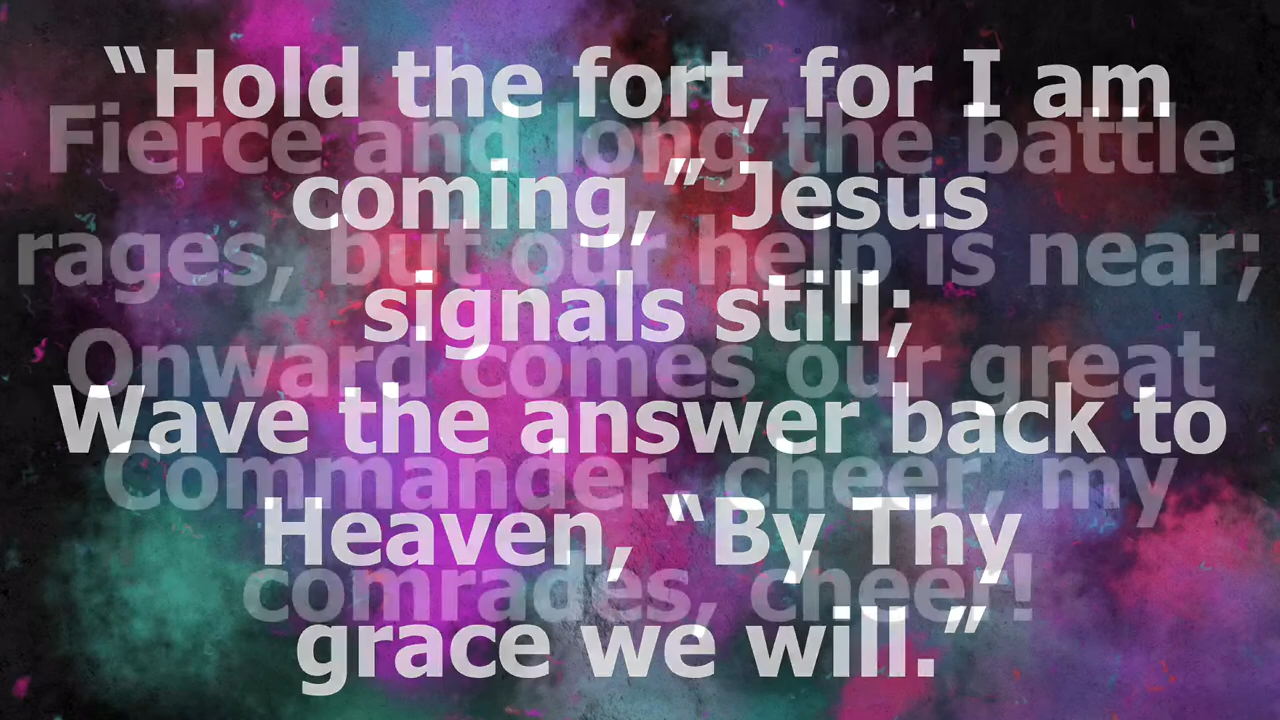 “Hold the fort, for I am
coming,” Jesus
signals still;
Wave the answer back to
Heaven, “By Thy
grace we will.”
Fierce and long the battle
rages, but our help is near;
Onward comes our great
Commander, cheer, my
comrades, cheer!